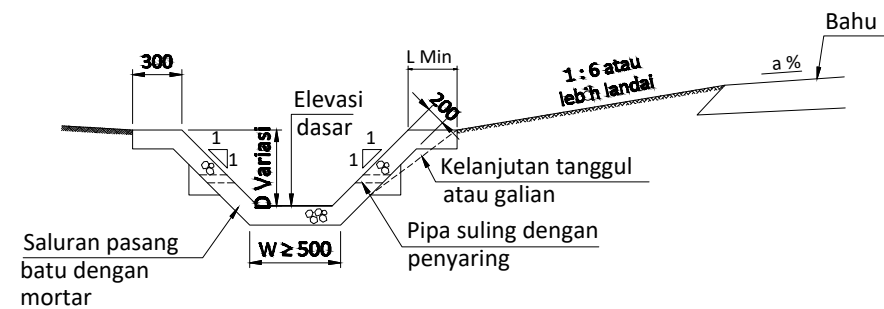 Bahu
L Min
300
a %
1 : 6 atau
leb'h landai
Elevasi
dasar
200
1
1
1
1
D Variasi
Kelanjutan tanggul
atau galian
Saluran pasang
batu dengan
mortar
W ≥ 500
Pipa suling dengan
penyaring